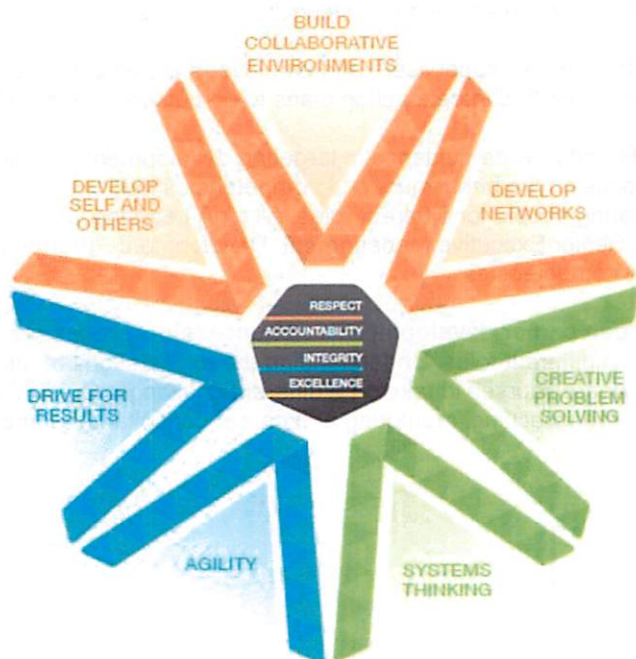 BUILD
COLLABORATIVE
ENVIRONMENTS
DEVELOP
SELF AND
OTHERS
DEVELOP
NETWORKS
RESPECT
ACCOUNTABILITY
INTEGRITY
EXCELLENCE
DRIVE FOR
RESULTS
CREATIVE
PROBLEM
SOLVING
AGILITY
SYSTEMS
THINKING